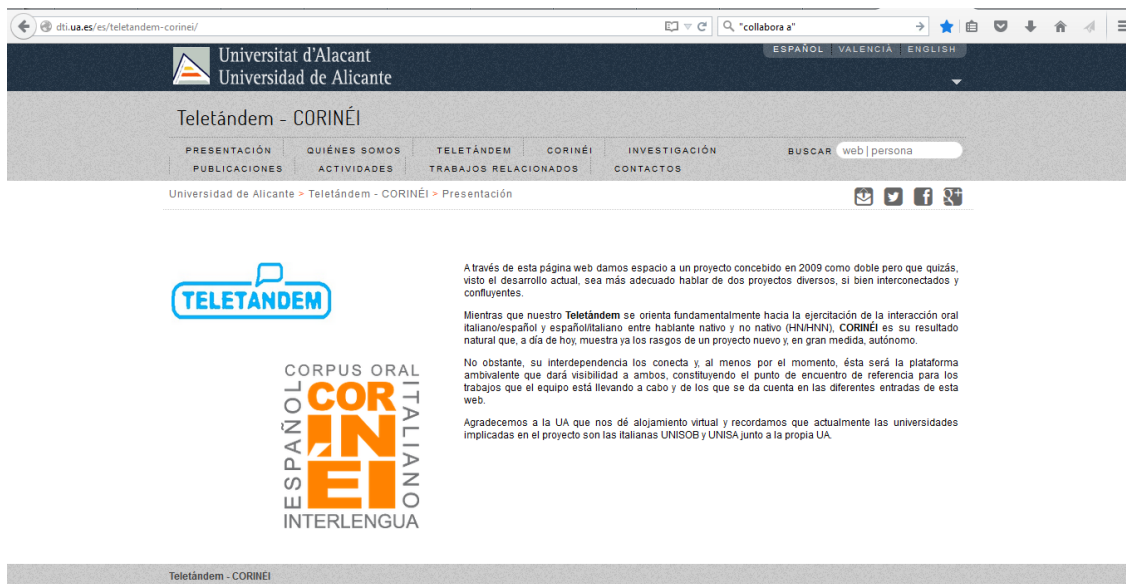 dti.ua.es/es/teletandem-corinei/
"collabora a"
Universitat d'Alacant
Universidad de Alicante
ESPAÑOL VALENCIÀ ENGLISH
Teletándem - CORINÉI
PRESENTACIÓN QUIÉNES SOMOS TELETÁNDEM CORINÉI INVESTIGACIÓN
BUSCAR web | persona
PUBLICACIONES ACTIVIDADES TRABAJOS RELACIONADOS CONTACTOS
Universidad de Alicante > Teletándem - CORINÉI > Presentación
TELETANDEM
CORPUS ORAL
ESPAÑOL
COR
ÍN
ÉI
ITALIANO
INTERLENGUA
A través de esta página web damos espacio a un proyecto concebido en 2009 como doble pero que quizás,
visto el desarrollo actual, sea más adecuado hablar de dos proyectos diversos, si bien interconectados y
confluyentes.
Mientras que nuestro Teletándem se orienta fundamentalmente hacia la ejercitación de la interacción oral
italiano/español y español/italiano entre hablante nativo y no nativo (HN/HNN), CORINÉI es su resultado
natural que, a día de hoy, muestra ya los rasgos de un proyecto nuevo y, en gran medida, autónomo.
No obstante, su interdependencia los conecta y, al menos por el momento, ésta será la plataforma
ambivalente que dará visibilidad a ambos, constituyendo el punto de encuentro de referencia para los
trabajos que el equipo está llevando a cabo y de los que se da cuenta en las diferentes entradas de esta
web.
Agradecemos a la UA que nos dé alojamiento virtual y recordamos que actualmente las universidades
implicadas en el proyecto son las italianas UNISOB y UNISA junto a la propia UA.
Teletándem - CORINÉI